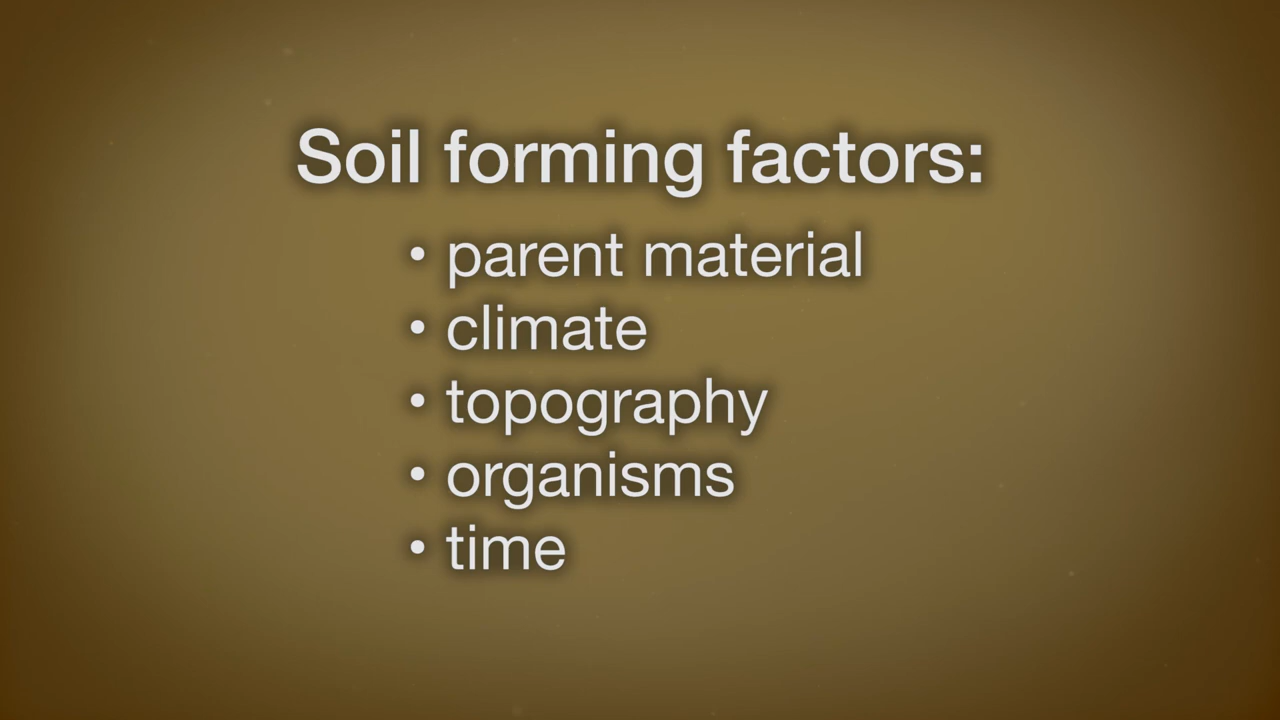 Soil forming factors:
• parent material
• climate
• topography
• organisms
• time